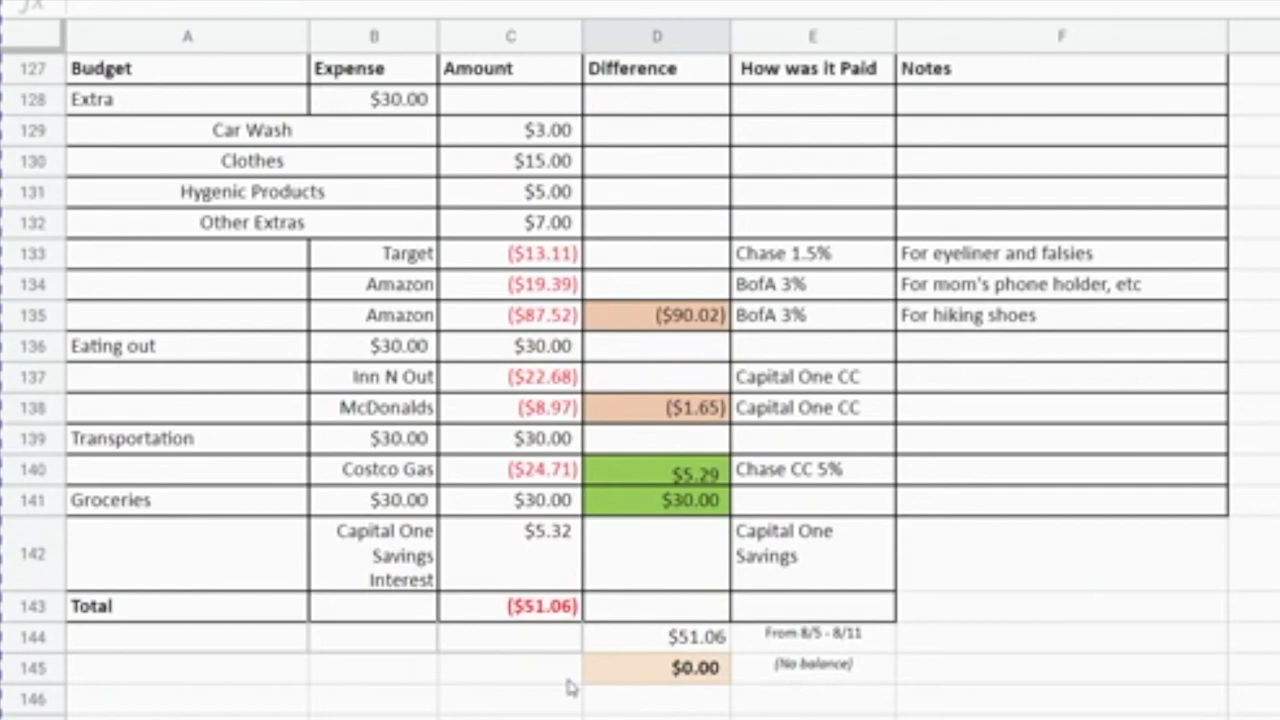 fx
A B C D E F
127 Budget Expense Amount Difference How was it Paid Notes
128 Extra $30.00
129 Car Wash $3.00
130 Clothes $15.00
131 Hygenic Products $5.00
132 Other Extras $7.00
133 Target ($13.11) Chase 1.5% For eyeliner and falsies
134 Amazon ($19.39) BofA 3% For mom's phone holder, etc
135 Amazon ($87.52) ($90.02) BofA 3% For hiking shoes
136 Eating out $30.00 $30.00
137 Inn N Out ($22.68) Capital One CC
138 McDonalds ($8.97) ($1.65) Capital One CC
139 Transportation $30.00 $30.00
140 Costco Gas ($24.71) $5.29 Chase CC 5%
141 Groceries $30.00 $30.00 $30.00
142 Capital One $5.32 Capital One
Savings Savings
Interest
143 Total ($51.06)
144 $51.06 From 8/5 - 8/11
145 $0.00 (No balance)
146